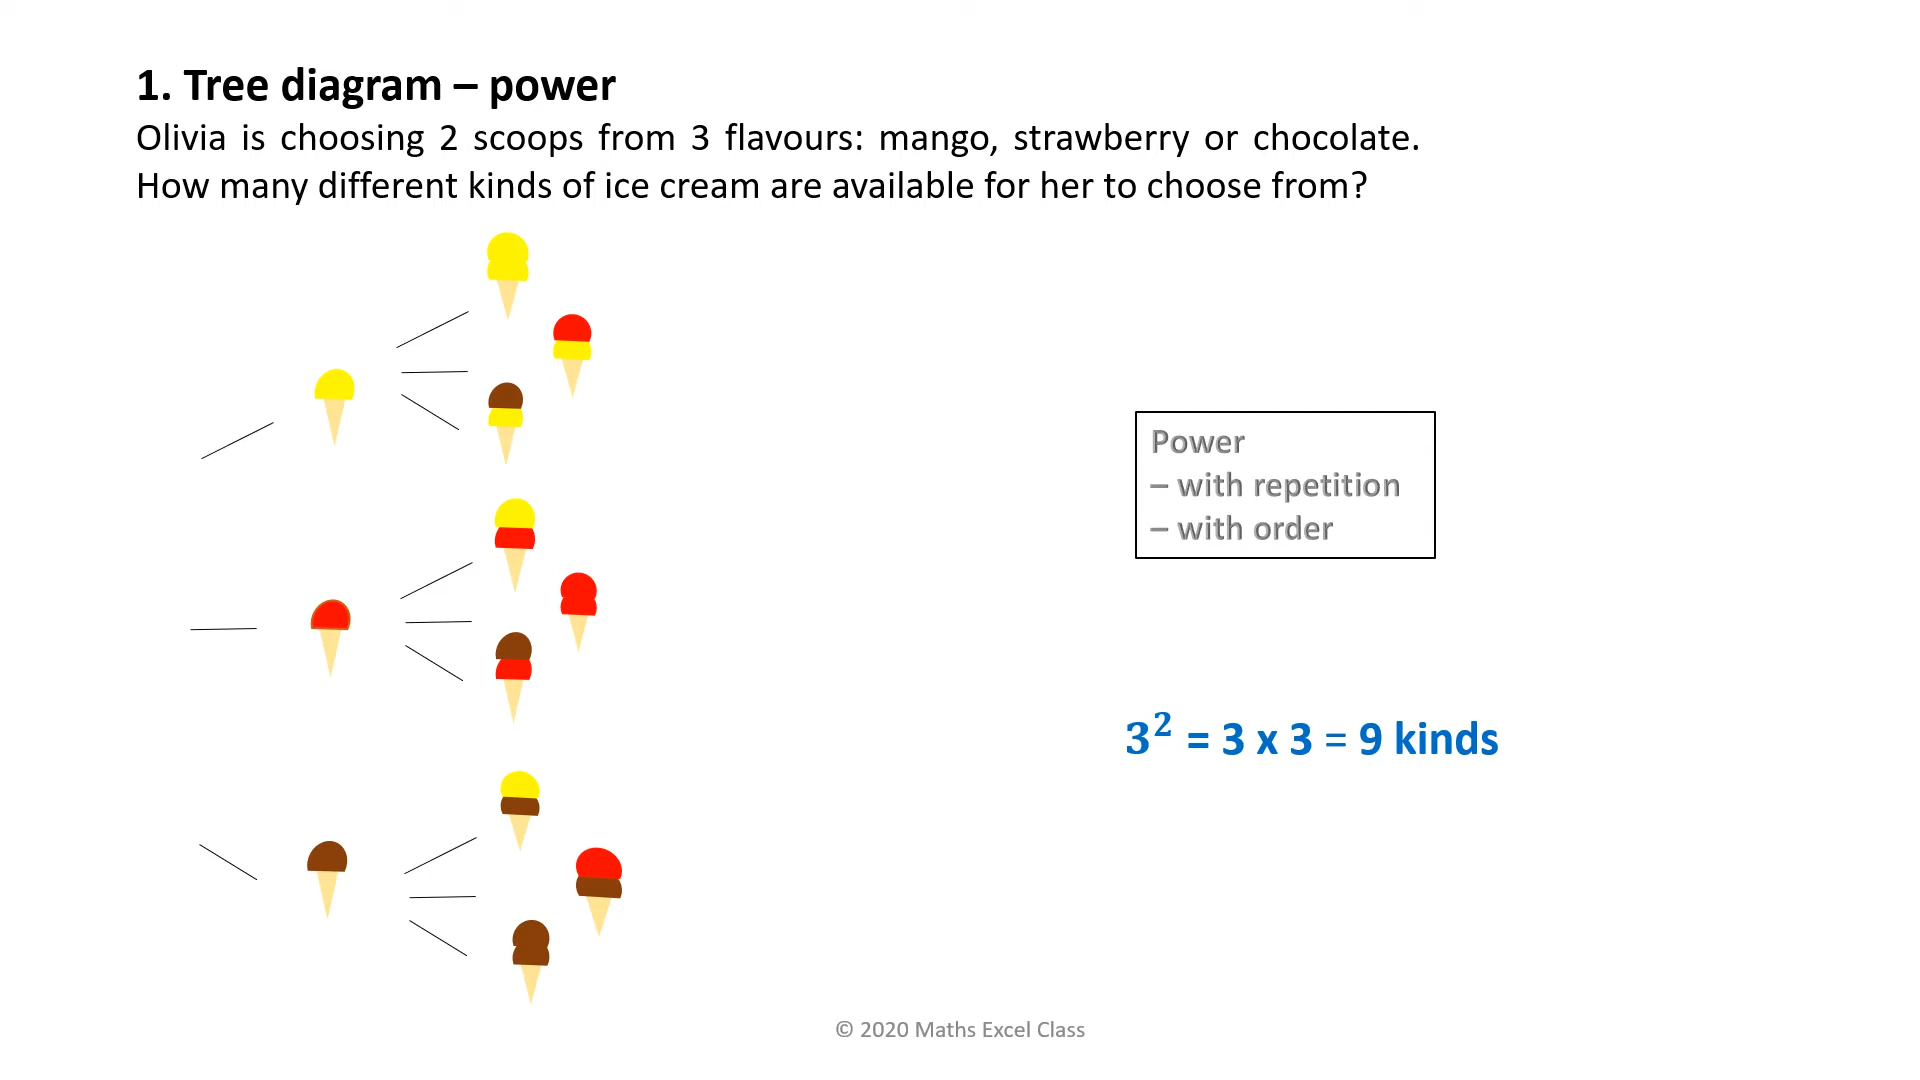 1. Tree diagram – power
Olivia is choosing 2 scoops from 3 flavours: mango, strawberry or chocolate.
How many different kinds of ice cream are available for her to choose from?
Power
– with repetition
– with order
3² = 3 x 3 = 9 kinds
© 2020 Maths Excel Class